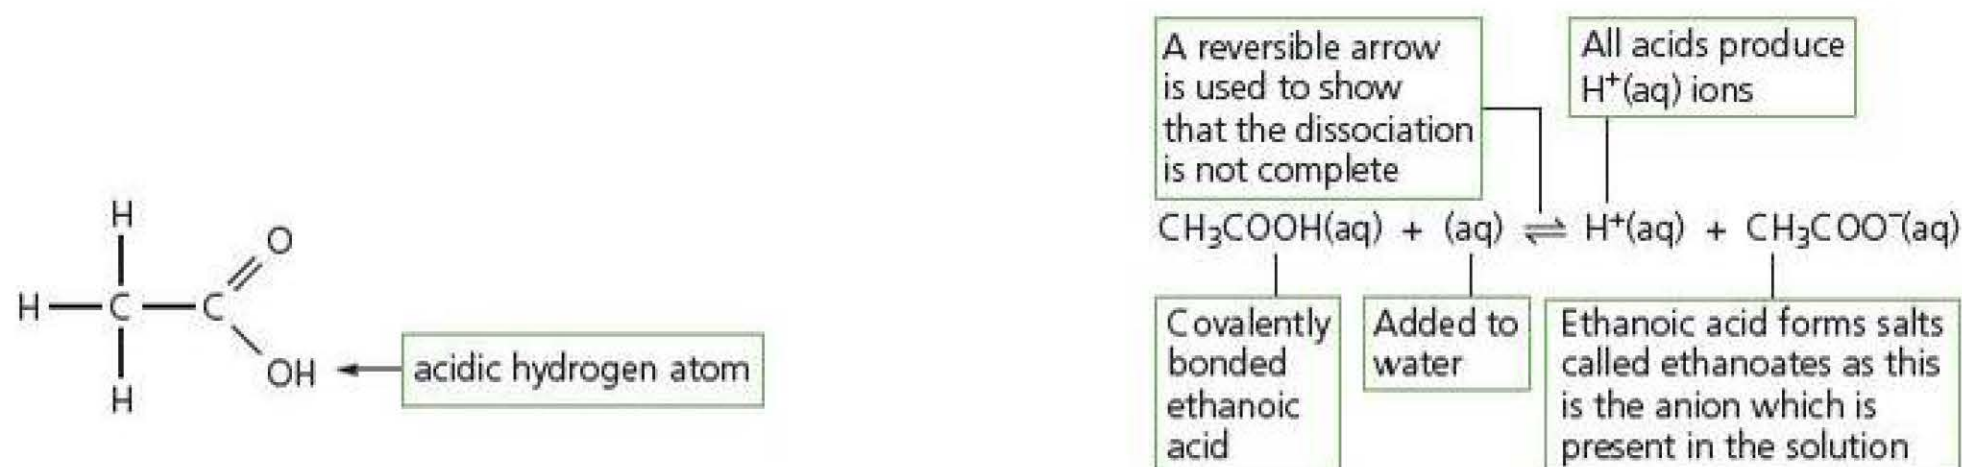 H
H C C O
OH
H
acidic hydrogen atom
A reversible arrow
is used to show
that the dissociation
is not complete
All acids produce
H⁺(aq) ions
CH₃COOH(aq) + (aq) ⇌ H⁺(aq) + CH₃COO⁻(aq)
Covalently
bonded
ethanoic
acid
Added to
water
Ethanoic acid forms salts
called ethanoates as this
is the anion which is
present in the solution